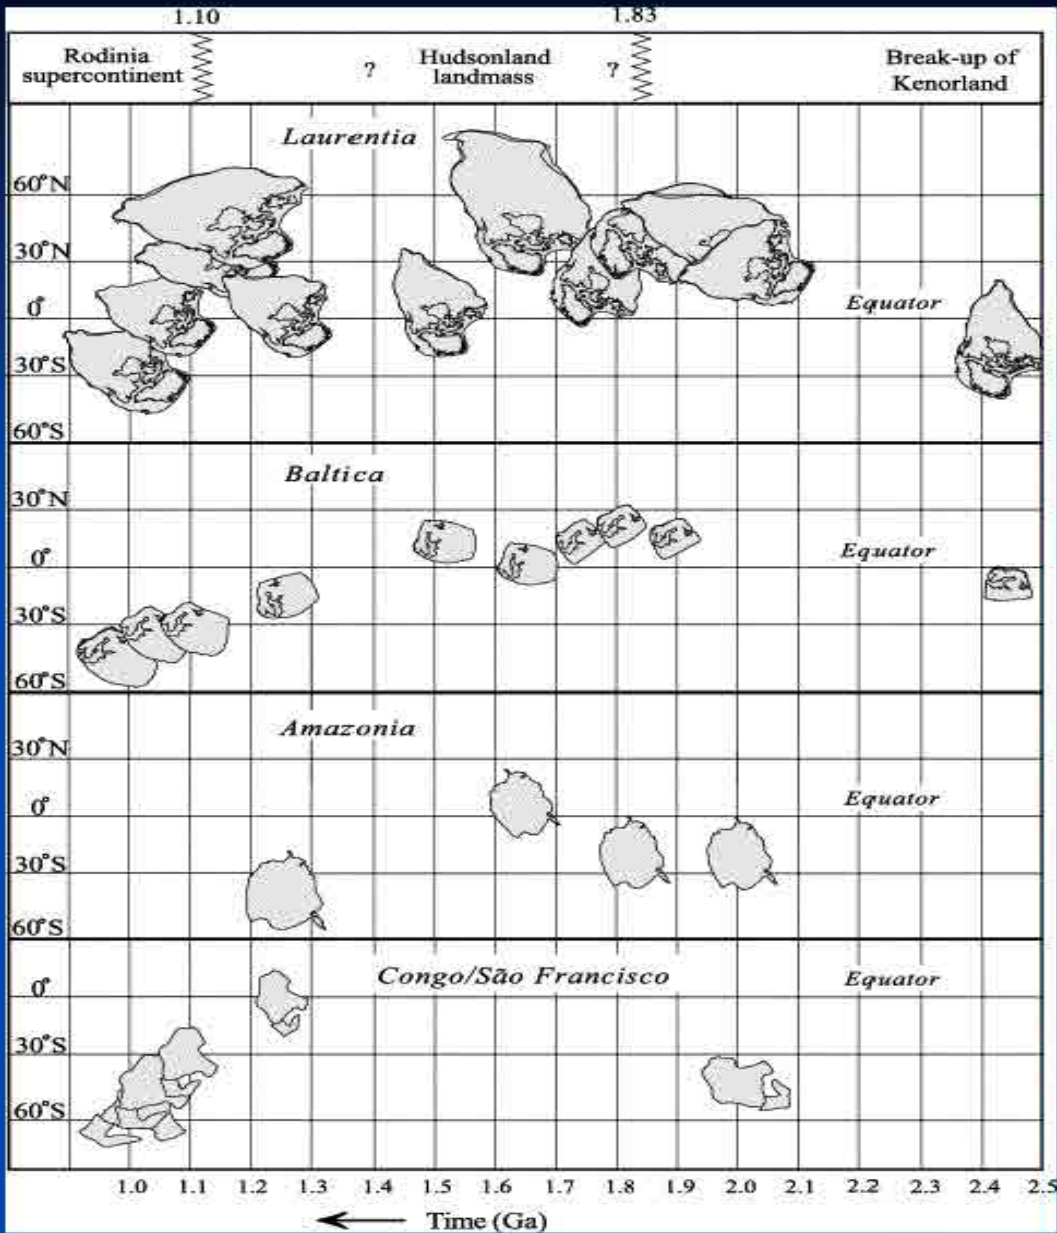 1.10 1.83
Rodinia
supercontinent
?
Hudsonland
landmass
?
Break-up of
Kenorland
Laurentia
60°N
30°N
0°
Equator
30°S
60°S
Baltica
30°N
0°
Equator
30°S
60°S
Amazonia
30°N
0°
Equator
30°S
60°S
Congo/São Francisco
0°
Equator
30°S
60°S
1.0 1.1 1.2 1.3 1.4 1.5 1.6 1.7 1.8 1.9 2.0 2.1 2.2 2.3 2.4 2.5
Time (Ga)